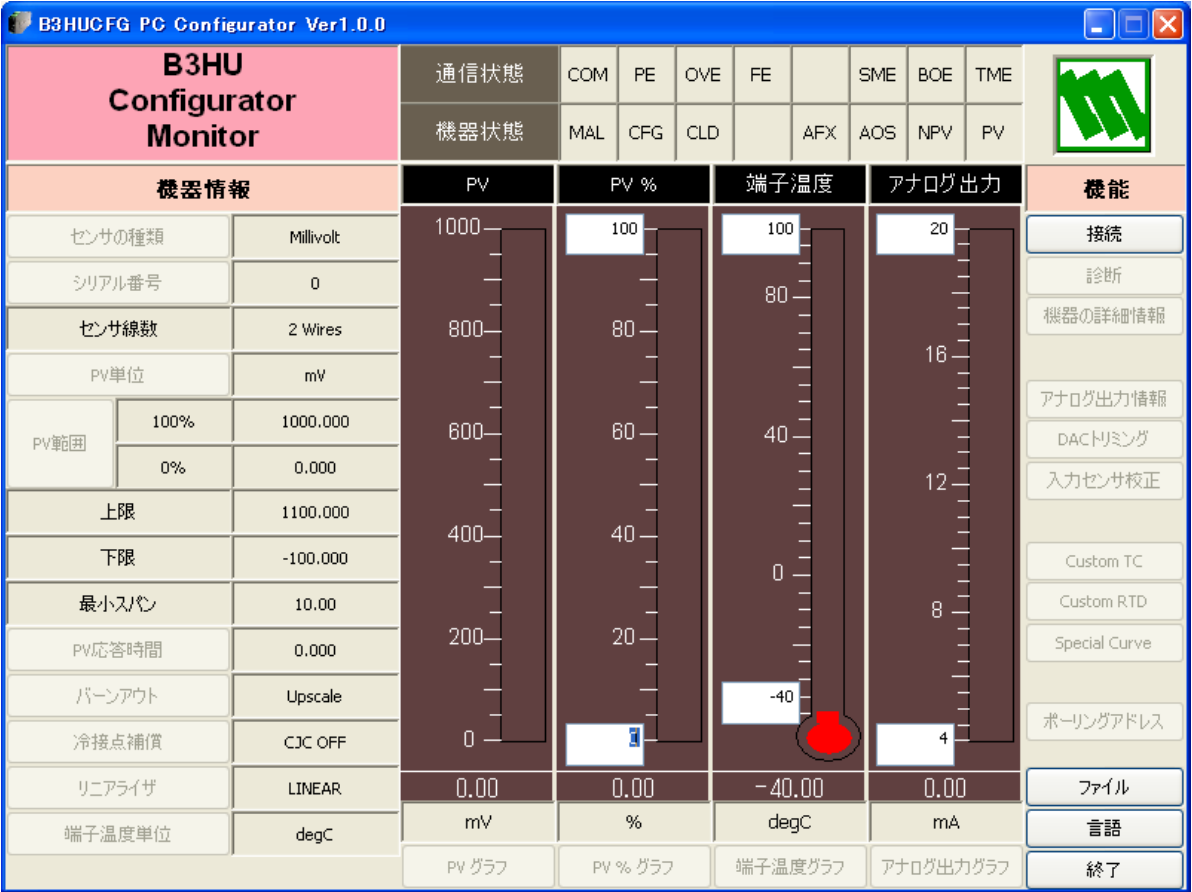 B3HUCFG PC Configurator Ver1.0.0
B3HU
Configurator
Monitor
通信状態 COM PE OVE FE SME BOE TME
機器状態 MAL CFG CLD AFX AOS NPV PV
機器情報
センサの種類 Millivolt
シリアル番号 0
センサ線数 2 Wires
PV単位 mV
PV範囲
100% 1000.000
0% 0.000
上限 1100.000
下限 -100.000
最小スパン 10.00
PV応答時間 0.000
バーンアウト Upscale
冷接点補償 CJC OFF
リニアライザ LINEAR
端子温度単位 degC
PV
1000
800
600
400
200
0
0.00
mV
PV グラフ
PV %
100
80
60
40
20
0
0.00
%
PV % グラフ
端子温度
100
80
40
0
-40
-40.00
degC
端子温度グラフ
アナログ出力
20
16
12
8
4
0.00
mA
アナログ出力グラフ
機能
接続
診断
機器の詳細情報
アナログ出力情報
DACトリミング
入力センサ校正
Custom TC
Custom RTD
Special Curve
ポーリングアドレス
ファイル
言語
終了